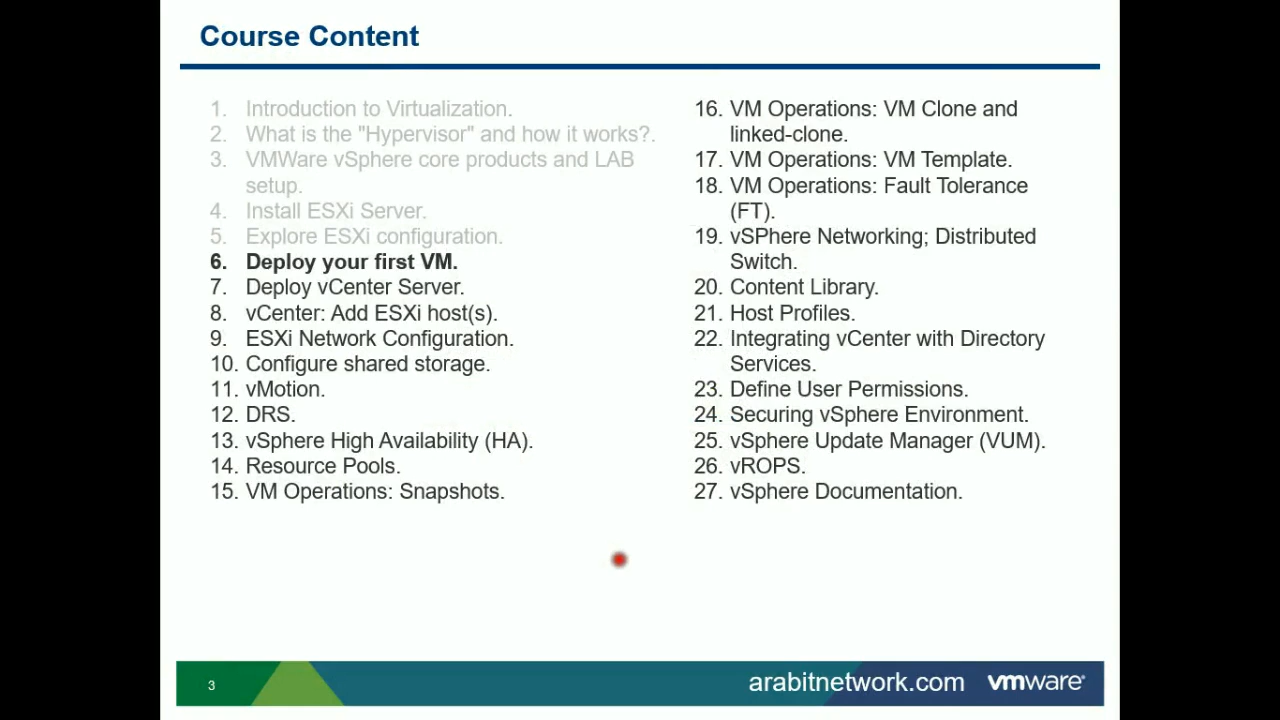 Course Content
1. Introduction to Virtualization.
2. What is the "Hypervisor" and how it works?.
3. VMWare vSphere core products and LAB
setup.
4. Install ESXi Server.
5. Explore ESXi configuration.
6. Deploy your first VM.
7. Deploy vCenter Server.
8. vCenter: Add ESXi host(s).
9. ESXi Network Configuration.
10. Configure shared storage.
11. vMotion.
12. DRS.
13. vSphere High Availability (HA).
14. Resource Pools.
15. VM Operations: Snapshots.
16. VM Operations: VM Clone and
linked-clone.
17. VM Operations: VM Template.
18. VM Operations: Fault Tolerance
(FT).
19. vSPhere Networking; Distributed
Switch.
20. Content Library.
21. Host Profiles.
22. Integrating vCenter with Directory
Services.
23. Define User Permissions.
24. Securing vSphere Environment.
25. vSphere Update Manager (VUM).
26. vROPS.
27. vSphere Documentation.
3
arabitnetwork.com vmware®